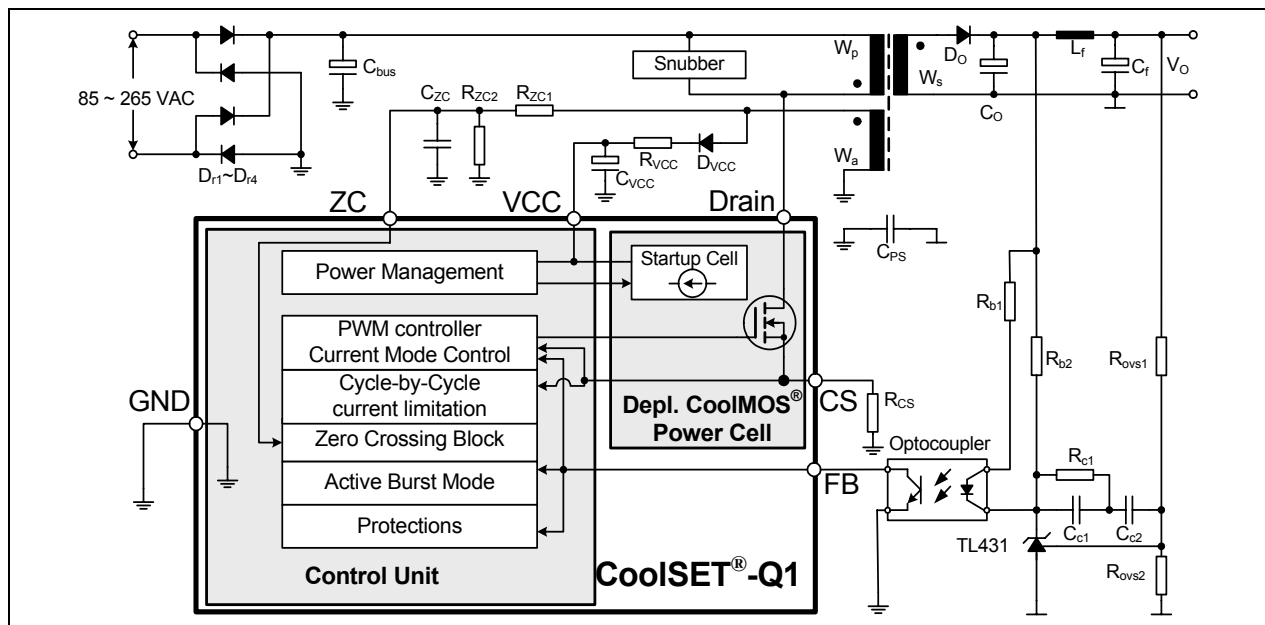 85 ~ 265 VAC
Dr1~Dr4
Cbus
CZC
RZC2
RZC1
Snubber
Wp
Ws
Wa
DO
CO
Lf
Cf
VO
RVCC
DVCC
CVCC
CPS
ZC
VCC
Drain
GND
CS
FB
Power Management
Startup Cell
PWM controller
Current Mode Control
Cycle-by-Cycle
current limitation
Zero Crossing Block
Active Burst Mode
Protections
Control Unit
Depl. CoolMOS®
Power Cell
CoolSET®-Q1
RCS
Optocoupler
Rb1
Rb2
Rovs1
Rc1
Cc1
Cc2
TL431
Rovs2